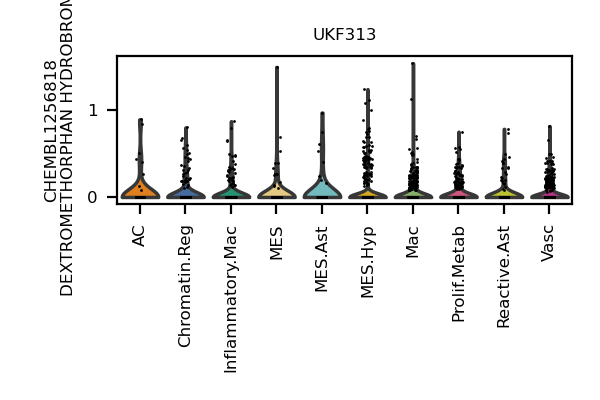 UKF313
CHEMBL1256818
DEXTROMETHORPHAN
1
0
AC
Chromatin.Reg
Inflammatory.Mac
MES
MES.Ast
MES.Hyp
Mac
Prolif.Metab
Reactive.Ast
Vasc